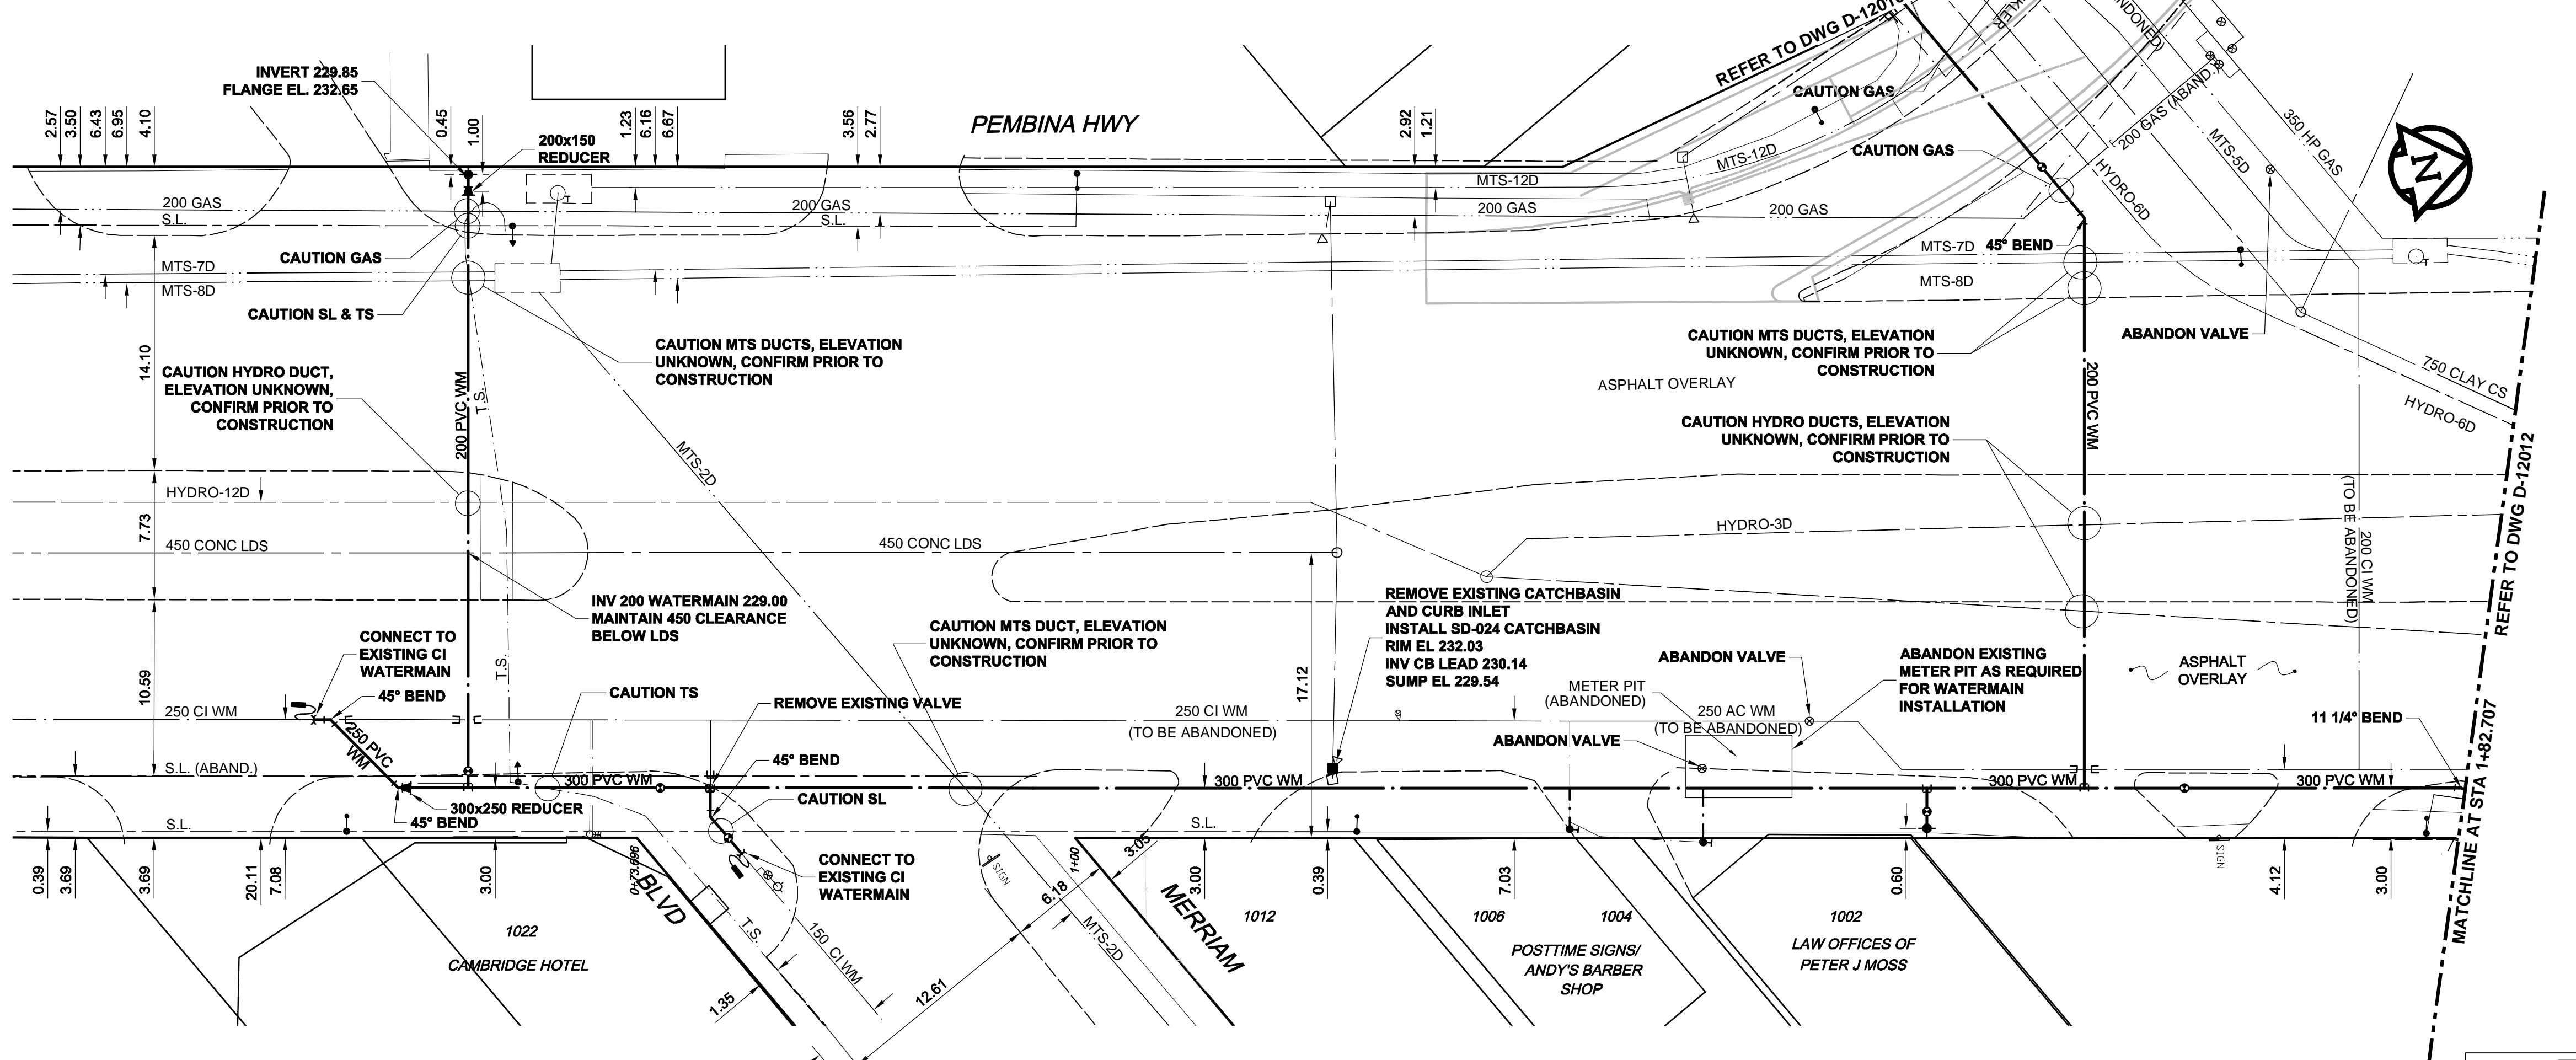 INVERT 229.85
FLANGE EL. 232.65
2.57
3.50
6.43
6.95
4.10
0.45
1.00
200x150
REDUCER
1.23
6.16
6.67
3.56
2.77
PEMBINA HWY
2.92
1.21
REFER TO DWG D-1201
CAUTION GAS
CAUTION GAS
MTS-12D
MTS-12D
200 GAS (ABAND.)
350 HP GAS
MTS-5D
HYDRO-6D
N
200 GAS
S.L.
200 GAS
S.L.
200 GAS
200 GAS
CAUTION GAS
MTS-7D
MTS-8D
CAUTION SL & TS
MTS-7D
45° BEND
MTS-8D
CAUTION MTS DUCTS, ELEVATION
UNKNOWN, CONFIRM PRIOR TO
CONSTRUCTION
CAUTION MTS DUCTS, ELEVATION
UNKNOWN, CONFIRM PRIOR TO
CONSTRUCTION
ABANDON VALVE
14.10
CAUTION HYDRO DUCT,
ELEVATION UNKNOWN,
CONFIRM PRIOR TO
CONSTRUCTION
200 PVC WM
T.S.
MTS-2D
ASPHALT OVERLAY
200 PVC WM
750 CLAY CS
HYDRO-6D
CAUTION HYDRO DUCTS, ELEVATION
UNKNOWN, CONFIRM PRIOR TO
CONSTRUCTION
HYDRO-12D
7.73
450 CONC LDS
450 CONC LDS
HYDRO-3D
200 CI WM
(TO BE ABANDONED)
REFER TO DWG D-12012
INV 200 WATERMAIN 229.00
MAINTAIN 450 CLEARANCE
BELOW LDS
CONNECT TO
EXISTING CI
WATERMAIN
45° BEND
T.S.
CAUTION TS
CAUTION MTS DUCT, ELEVATION
UNKNOWN, CONFIRM PRIOR TO
CONSTRUCTION
REMOVE EXISTING CATCHBASIN
AND CURB INLET
INSTALL SD-024 CATCHBASIN
RIM EL 232.03
INV CB LEAD 230.14
SUMP EL 229.54
17.12
ABANDON VALVE
METER PIT
(ABANDONED)
ABANDON EXISTING
METER PIT AS REQUIRED
FOR WATERMAIN
INSTALLATION
ASPHALT
OVERLAY
10.59
250 CI WM
250 PVC
WM
REMOVE EXISTING VALVE
250 CI WM
(TO BE ABANDONED)
250 AC WM
(TO BE ABANDONED)
ABANDON VALVE
11 1/4° BEND
S.L. (ABAND.)
45° BEND
300 PVC WM
300 PVC WM
300 PVC WM
300 PVC WM
300x250 REDUCER
45° BEND
CAUTION SL
S.L.
S.L.
MATCHLINE AT STA 1+82.707
0.39
3.69
3.69
20.11
7.08
3.00
0+73.696
BLVD
CONNECT TO
EXISTING CI
WATERMAIN
SIGN
1+00
3.05
6.18
MERRIAM
3.00
0.39
7.03
0.60
SIGN
4.12
3.00
1022
CAMBRIDGE HOTEL
T.S.
150 CI WM
MTS-2D
1012
1006
1004
1002
POSTTIME SIGNS/
ANDY'S BARBER
SHOP
LAW OFFICES OF
PETER J MOSS
1.35
12.61